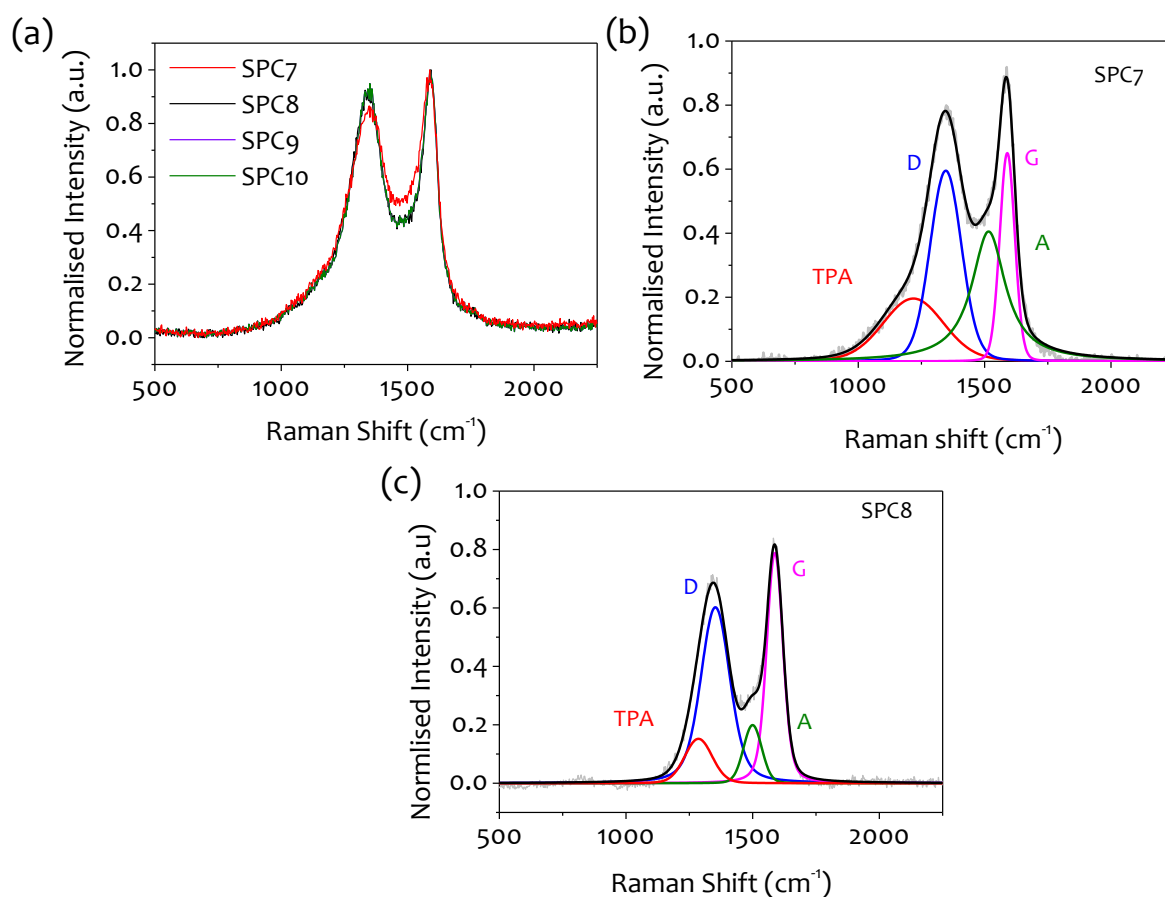 (a)
Normalised Intensity (a.u.)
1.0
0.8
0.6
0.4
0.2
0.0
SPC7
SPC8
SPC9
SPC10
500
1000
1500
2000
Raman Shift (cm⁻¹)
(b)
Normalised Intensity (a.u.)
1.0
0.8
0.6
0.4
0.2
0.0
SPC7
D
G
A
TPA
500
1000
1500
2000
Raman shift (cm⁻¹)
(c)
Normlised Intensity (a.u)
1.0
0.8
0.6
0.4
0.2
0.0
SPC8
D
G
TPA
A
500
1000
1500
2000
Raman Shift (cm⁻¹)